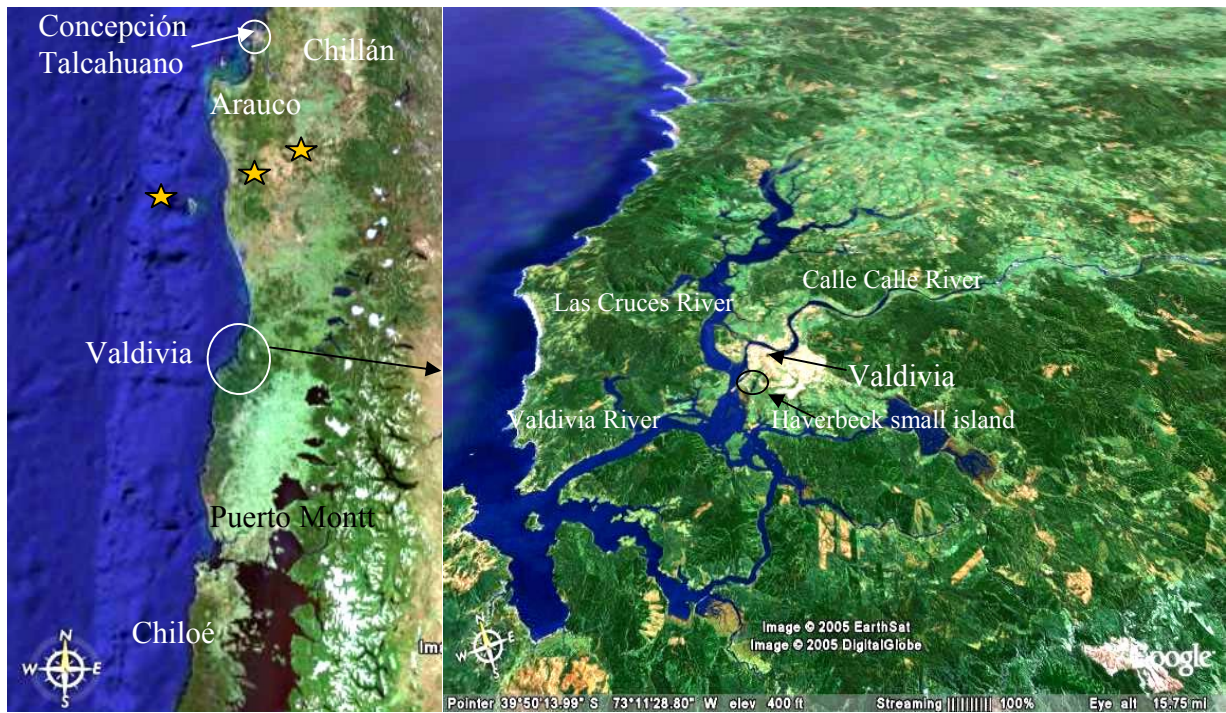 Concepción
Talcahuano
Chillán
Arauco
Valdivia
Puerto Montt
Chiloé
N
W E
S
Ima
Las Cruces River
Calle Calle River
Valdivia
Valdivia River
Haverbeck small island
N
W E
S
Image © 2005 EarthSat
Image © 2005 DigitalGlobe
Google
Pointer 39°50'13.99" S 73°11'28.80" W elev 400 ft Streaming 100% Eye alt 15.75 mi